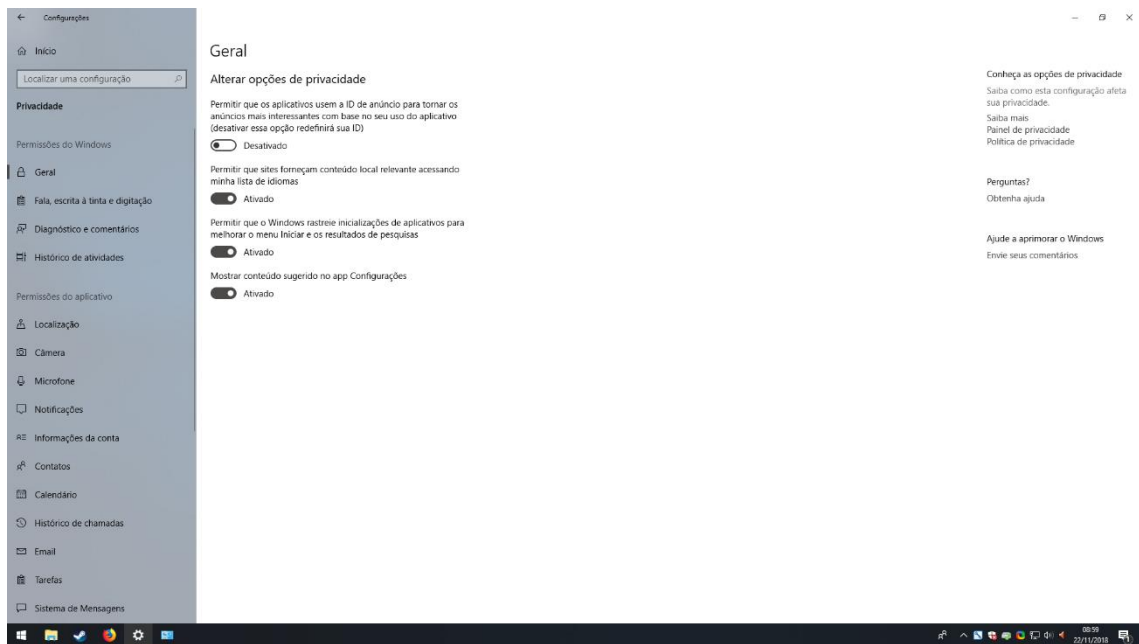 Configurações
Início
Localizar uma configuração
Privacidade
Permissões do Windows
Geral
Fala, escrita à tinta e digitação
Diagnóstico e comentários
Histórico de atividades
Permissões do aplicativo
Localização
Câmera
Microfone
Notificações
Informações da conta
Contatos
Calendário
Histórico de chamadas
Email
Tarefas
Sistema de Mensagens
Geral
Alterar opções de privacidade
Permitir que os aplicativos usem a ID de anúncio para tornar os
anúncios mais interessantes com base no seu uso do aplicativo
(desativar essa opção redefinirá sua ID)
Desativado
Permitir que sites forneçam conteúdo local relevante acessando
minha lista de idiomas
Ativado
Permitir que o Windows rastreie inicializações de aplicativos para
melhorar o menu Iniciar e os resultados de pesquisas
Ativado
Mostrar conteúdo sugerido no app Configurações
Ativado
Conheça as opções de privacidade
Saiba como esta configuração afeta
sua privacidade.
Saiba mais
Painel de privacidade
Política de privacidade
Perguntas?
Obtenha ajuda
Ajude a aprimorar o Windows
Envie seus comentários
08:59
22/11/2018